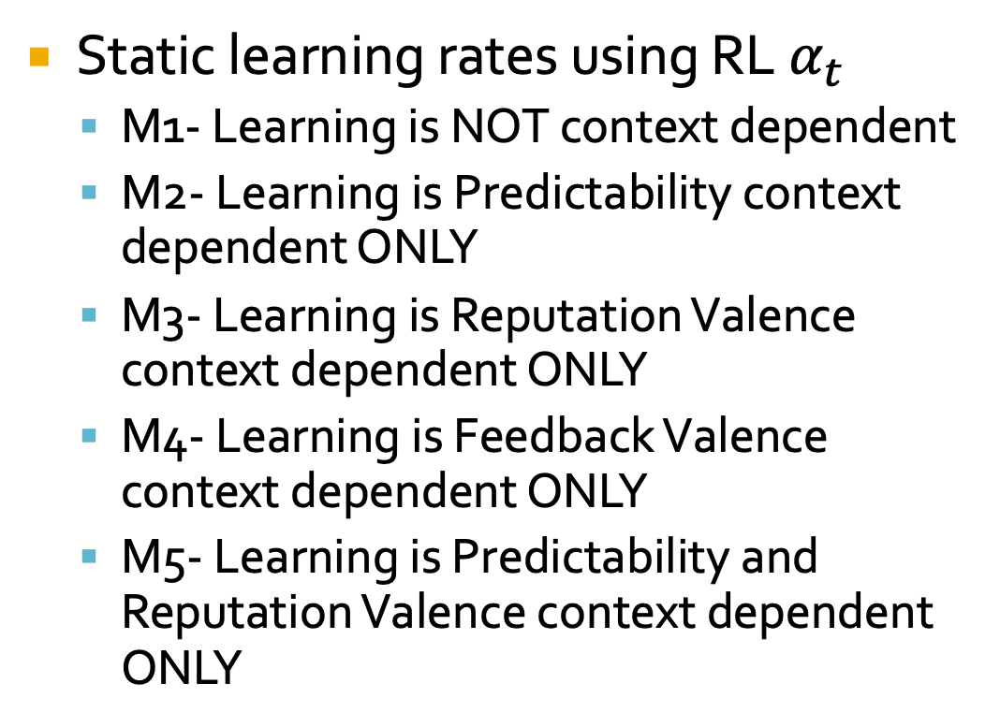 Static learning rates using RL αₜ
M1- Learning is NOT context dependent
M2- Learning is Predictability context
dependent ONLY
M3- Learning is Reputation Valence
context dependent ONLY
M4- Learning is Feedback Valence
context dependent ONLY
M5- Learning is Predictability and
Reputation Valence context dependent
ONLY